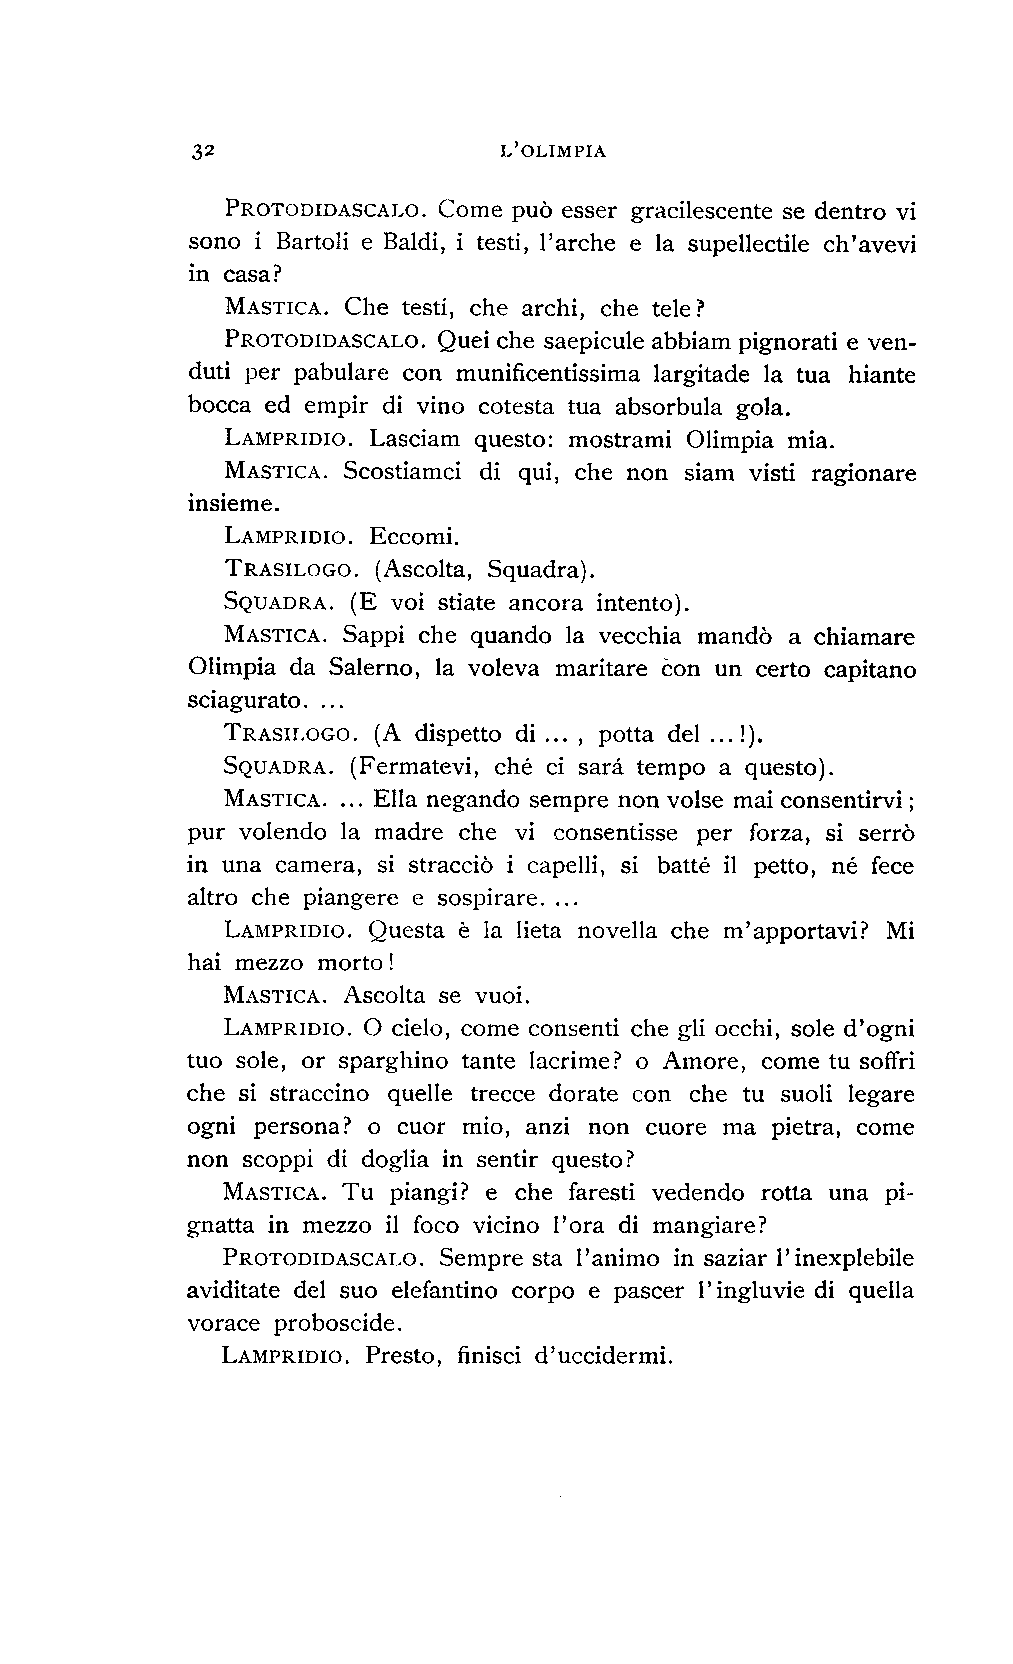 32 L'OLIMPIA
PROTODIDASCALO. Come può esser gracilescente se dentro vi
sono i Bartoli e Baldi, i testi, l'arche e la supellectile ch'avevi
in casa?
MASTICA. Che testi, che archi, che tele?
PROTODIDASCALO. Quei che saepicule abbiam pignorati e ven-
duti per pabulare con munificentissima largitade la tua hiante
bocca ed empir di vino cotesta tua absorbula gola.
LAMPRIDIO. Lasciam questo: mostrami Olimpia mia.
MASTICA. Scostiamci di qui, che non siam visti ragionare
insieme.
LAMPRIDIO. Eccomi.
TRASILOGO. (Ascolta, Squadra).
SQUADRA. (E voi stiate ancora intento).
MASTICA. Sappi che quando la vecchia mandò a chiamare
Olimpia da Salerno, la voleva maritare con un certo capitano
sciagurato. ...
TRASILOGO. (A dispetto di ... , potta del ... !).
SQUADRA. (Fermatevi, ché ci sará tempo a questo).
MASTICA. ... Ella negando sempre non volse mai consentirvi;
pur volendo la madre che vi consentisse per forza, si serrò
in una camera, si stracciò i capelli, si batté il petto, né fece
altro che piangere e sospirare. ...
LAMPRIDIO. Questa è la lieta novella che m'apportavi? Mi
hai mezzo morto!
MASTICA. Ascolta se vuoi.
LAMPRIDIO. O cielo, come consenti che gli occhi, sole d'ogni
tuo sole, or sparghino tante lacrime? o Amore, come tu soffri
che si straccino quelle trecce dorate con che tu suoli legare
ogni persona? o cuor mio, anzi non cuore ma pietra, come
non scoppi di doglia in sentir questo?
MASTICA. Tu piangi? e che faresti vedendo rotta una pi-
gnatta in mezzo il foco vicino l'ora di mangiare?
PROTODIDASCALO. Sempre sta l'animo in saziar l'inexplebile
aviditate del suo elefantino corpo e pascer l'ingluvie di quella
vorace proboscide.
LAMPRIDIO. Presto, finisci d'uccidermi.